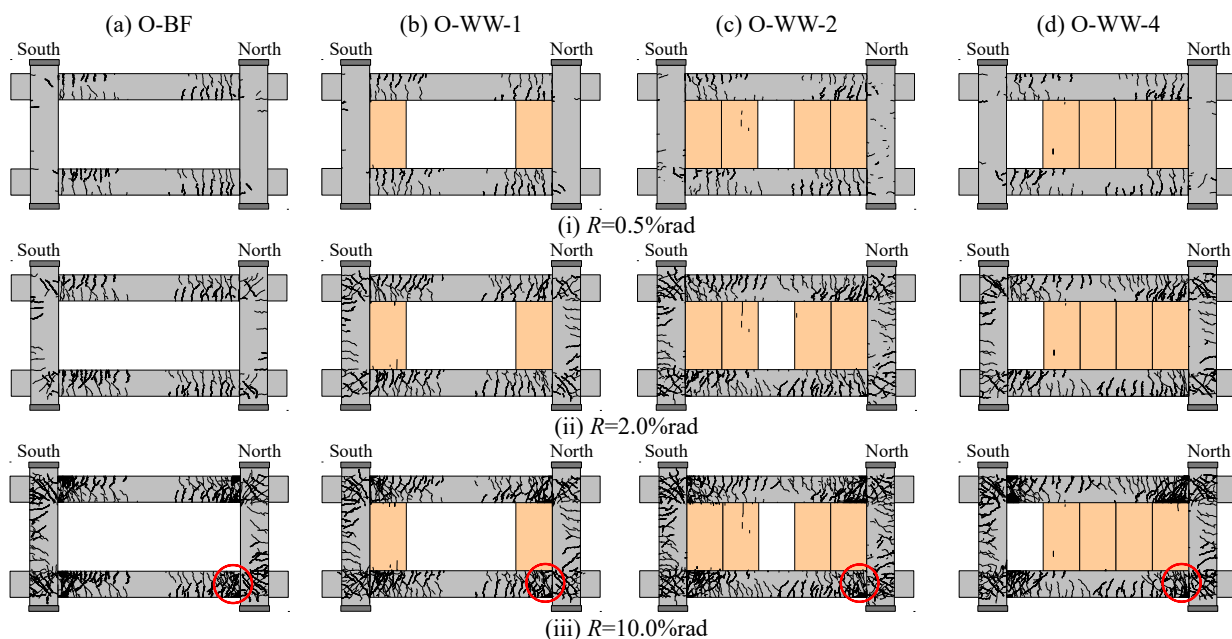 (a) O-BF (b) O-WW-1 (c) O-WW-2 (d) O-WW-4
South North South North South North South North
(i) R=0.5%rad
South North South North South North South North
(ii) R=2.0%rad
South North South North South North South North
(iii) R=10.0%rad